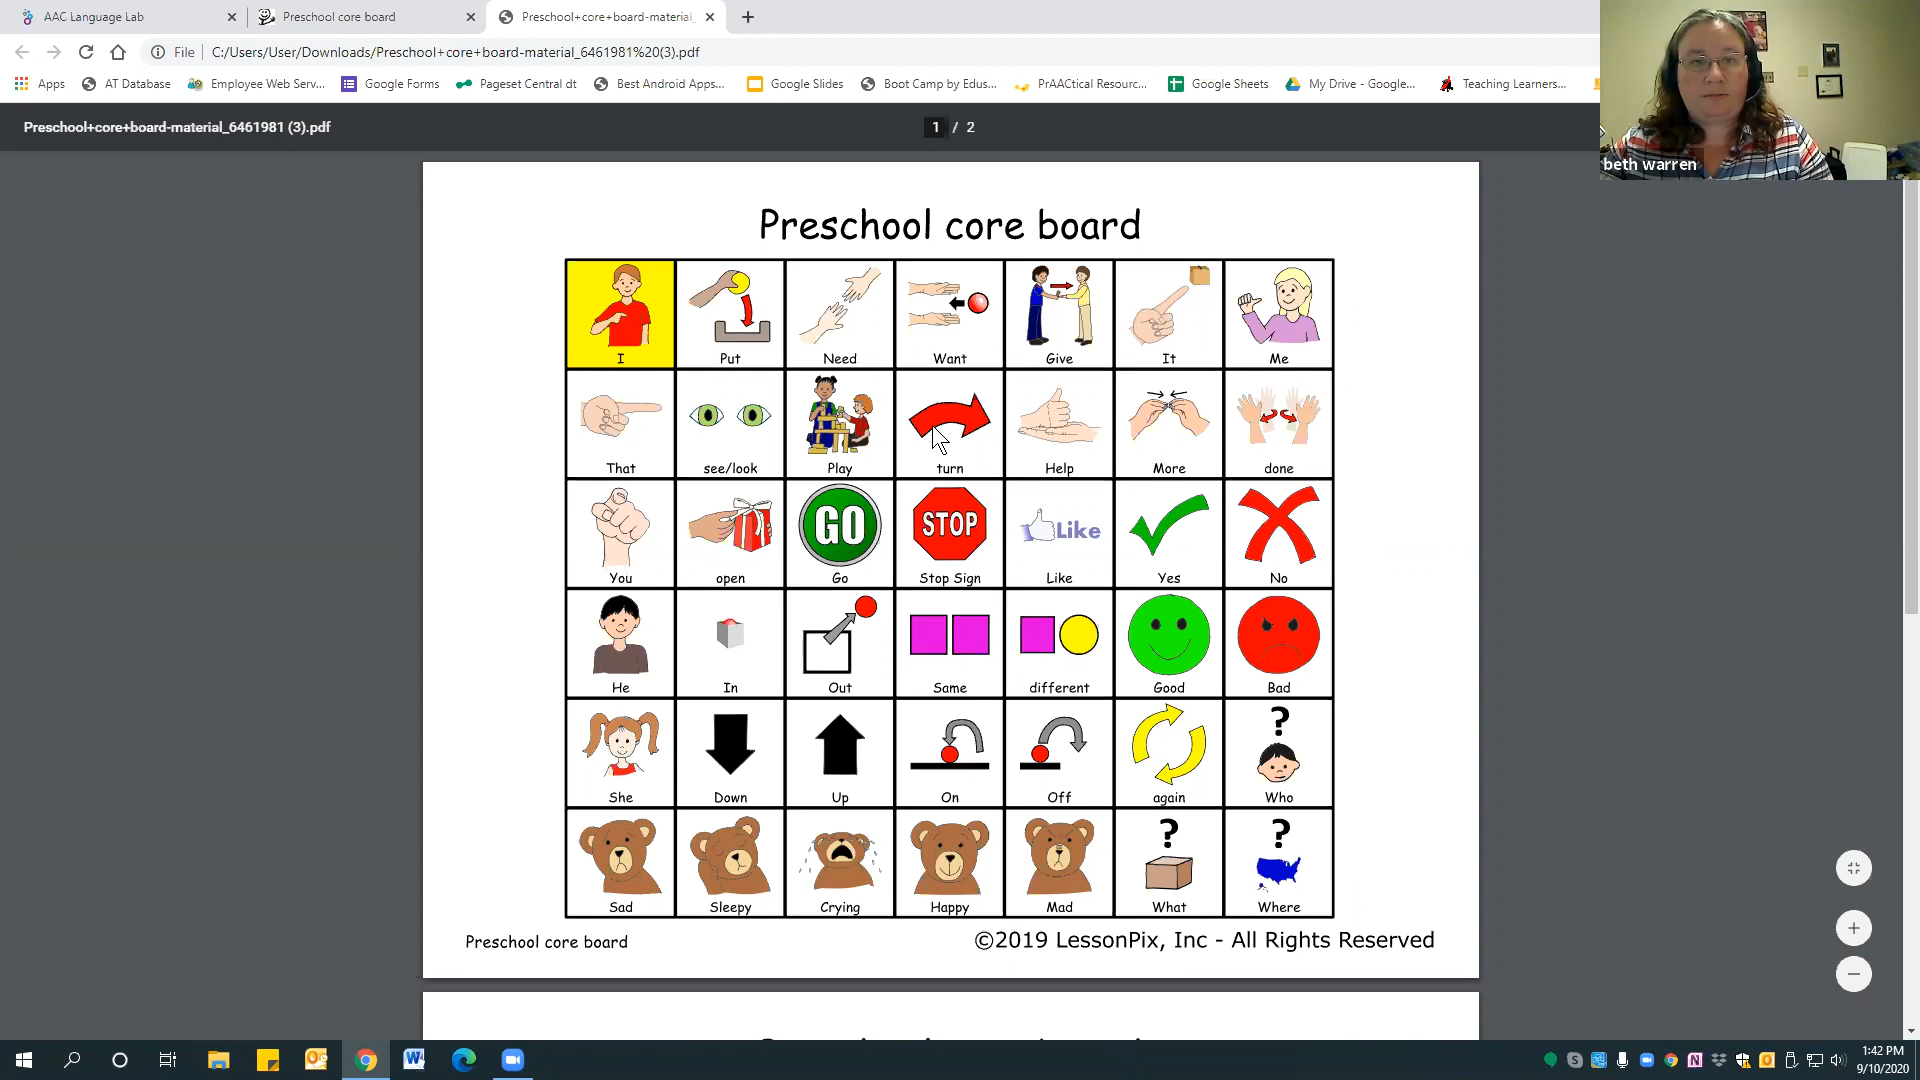 AAC Language Lab
Preschool core board
Preschool+core+board-material_
File
C:/Users/User/Downloads/Preschool+core+board-material_6461981%20(3).pdf
Apps AT Database Employee Web Serv... Google Forms Pageset Central dt Best Android Apps... Google Slides Boot Camp by Edus... PrAACtical Resourc... Google Sheets My Drive - Google... Teaching Learners...
Preschool+core+board-material_6461981 (3).pdf
1 / 2
beth warren
Preschool core board
I Put Need Want Give It Me
That see/look Play turn Help More done
GO STOP Like
You open Go Stop Sign Like Yes No
He In Out Same different Good Bad
?
She Down Up On Off again Who
? ?
Sad Sleepy Crying Happy Mad What Where
Preschool core board
©2019 LessonPix, Inc - All Rights Reserved
1:42 PM
9/10/2020